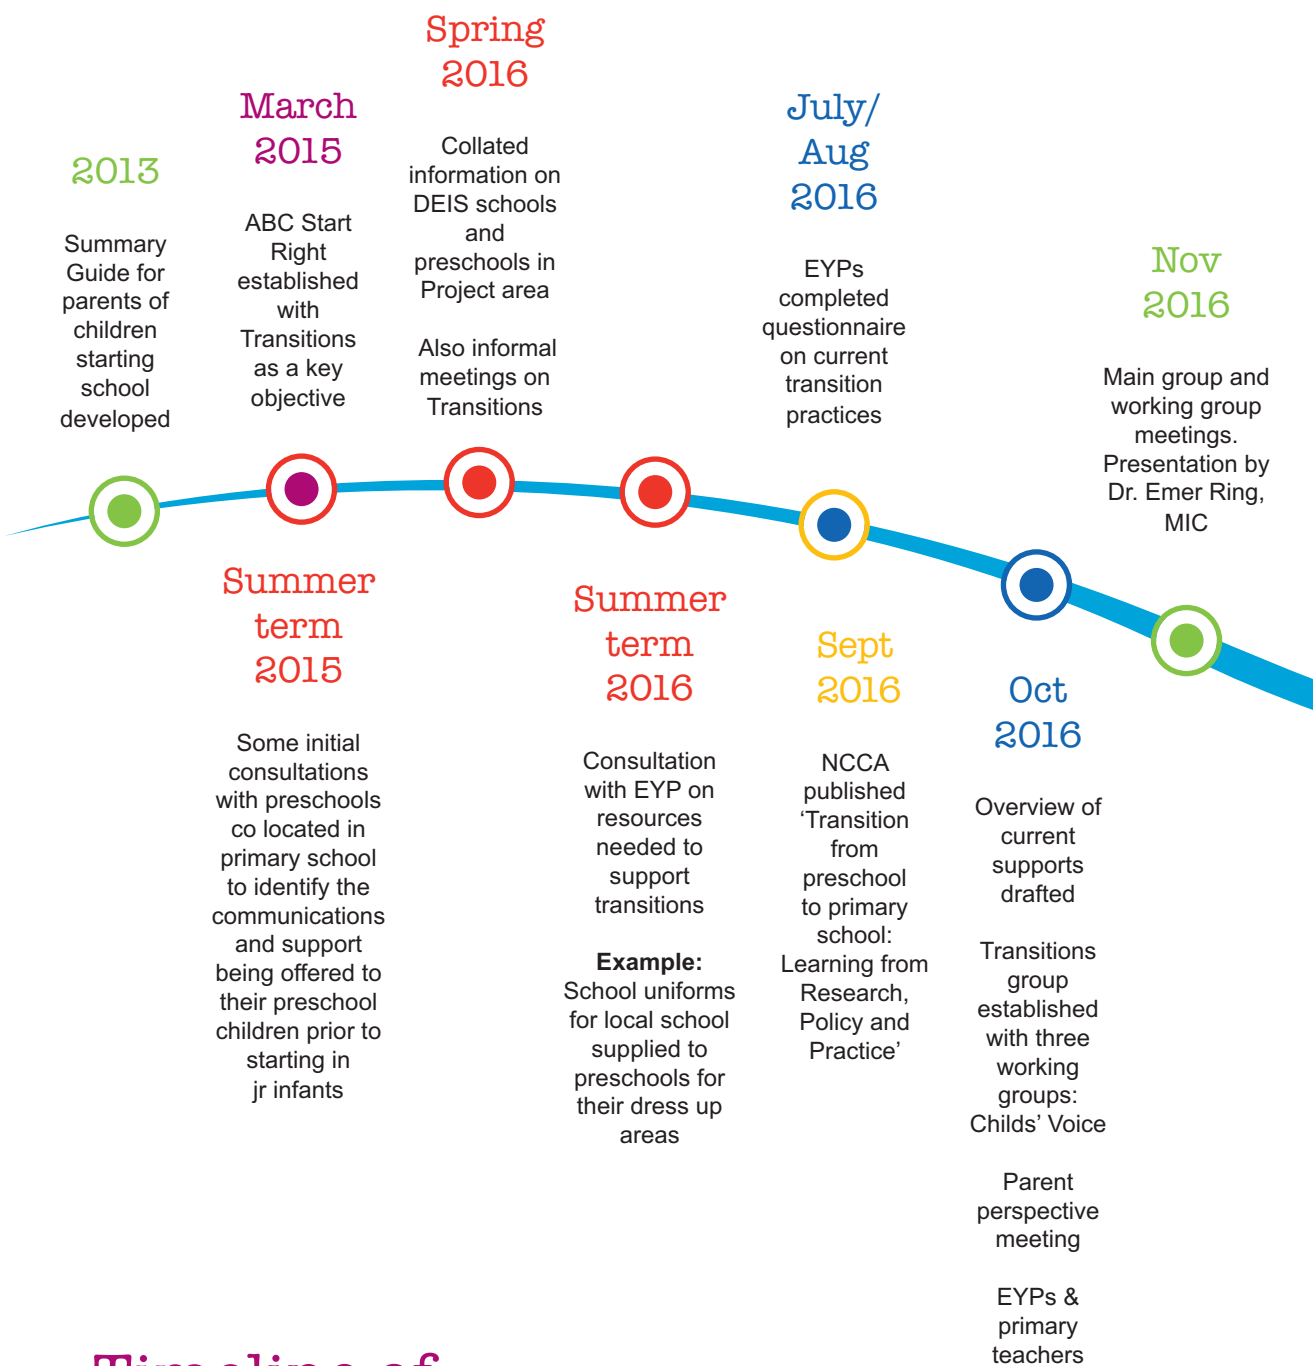 2013
Summary
Guide for
parents of
children
starting
school
developed
March
2015
ABC Start
Right
established
with
Transitions
as a key
objective
Summer
term
2015
Some initial
consultations
with preschools
co located in
primary school
to identify the
communications
and support
being offered to
their preschool
children prior to
starting in
jr infants
Spring
2016
Collated
information on
DEIS schools
and
preschools in
Project area
Also informal
meetings on
Transitions
Summer
term
2016
Consultation
with EYP on
resources
needed to
support
transitions
Example:
School uniforms
for local school
supplied to
preschools for
their dress up
areas
July/
Aug
2016
EYPs
completed
questionnaire
on current
transition
practices
Sept
2016
NCCA
published
‘Transition
from
preschool
to primary
school:
Learning from
Research,
Policy and
Practice’
Oct
2016
Overview of
current
supports
drafted
Transitions
group
established
with three
working
groups:
Childs’ Voice
Parent
perspective
meeting
EYPs &
primary
teachers
Nov
2016
Main group and
working group
meetings.
Presentation by
Dr. Emer Ring,
MIC
Timeline of